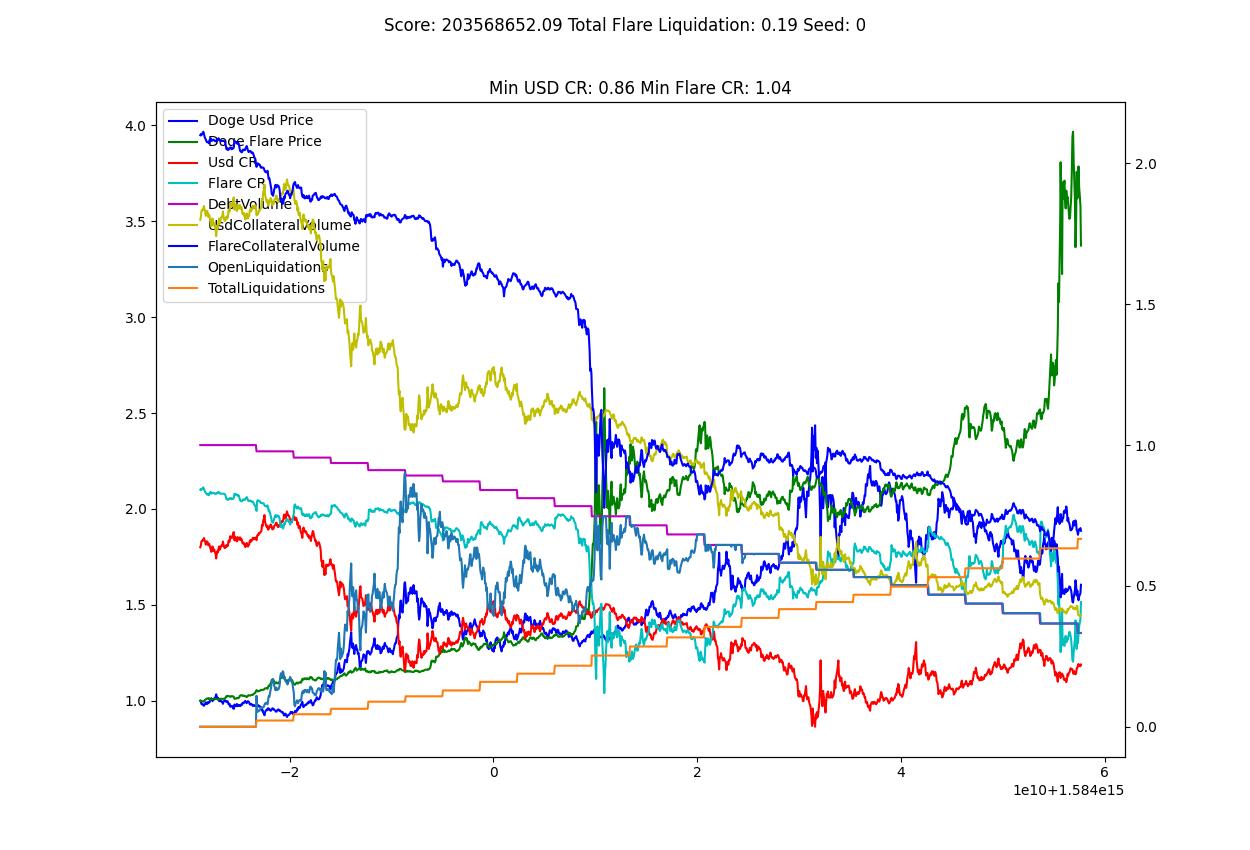 Score: 203568652.09 Total Flare Liquidation: 0.19 Seed: 0
Min USD CR: 0.86 Min Flare CR: 1.04
Doge Usd Price
Doge Flare Price
Usd CR
Flare CR
DebtVolume
UsdCollateralVolume
FlareCollateralVolume
OpenLiquidations
TotalLiquidations
4.0
3.5
3.0
2.5
2.0
1.5
1.0
2.0
1.5
1.0
0.5
0.0
−2
0
2
4
6
1e10+1.584e15